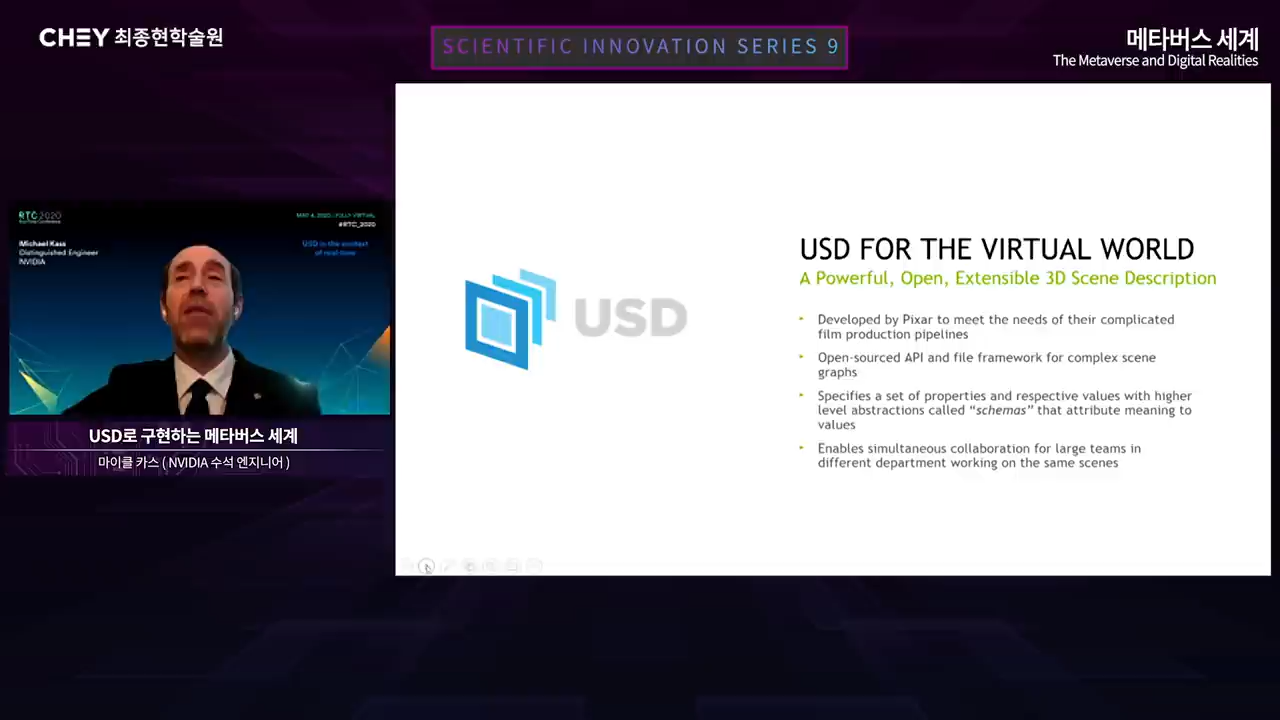 CHEY 최종현학술원
SCIENTIFIC INNOVATION SERIES 9
메타버스 세계
The Metaverse and Digital Realities
RTC 2020
MAY 4, 2020 | FULLY VIRTUAL
#RTC_2020
Michael Kass
Distinguished Engineer
NVIDIA
USD in the context
of real-time
USD로 구현하는 메타버스 세계
마이클 카스 ( NVIDIA 수석 엔지니어 )
USD
USD FOR THE VIRTUAL WORLD
A Powerful, Open, Extensible 3D Scene Description
Developed by Pixar to meet the needs of their complicated
film production pipelines
Open-sourced API and file framework for complex scene
graphs
Specifies a set of properties and respective values with higher
level abstractions called “schemas” that attribute meaning to
values
Enables simultaneous collaboration for large teams in
different department working on the same scenes